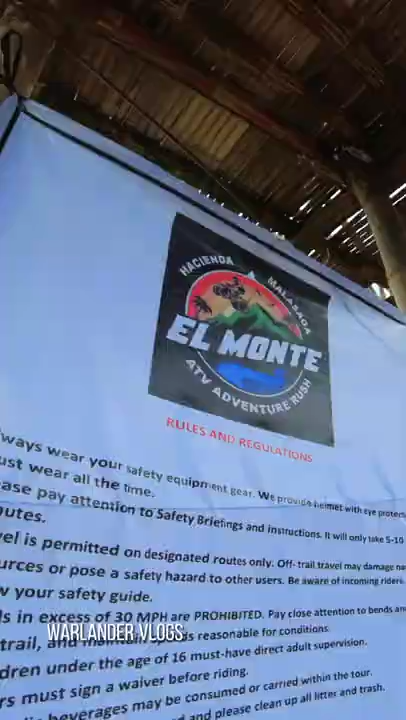 HACIENDA MALASAGA
EL MONTE
ATV ADVENTURE RUSH
RULES AND REGULATIONS
ways wear your safety equipment gear. We provide helmet with eye protec
ust wear all the time.
ase pay attention to Safety Briefings and Instructions. It will only take 5-10
utes.
vel is permitted on designated routes only. Off- trail travel may damage na
urces or pose a safety hazard to other users. Be aware of incoming riders.
w your safety guide.
ds in excess of 30 MPH are PROHIBITED. Pay close attention to bends an
trail, and reasonable for conditions.
WARLANDER VLOGS
dren under the age of 16 must-have direct adult supervision.
rs must sign a waiver before riding.
beverages may be consumed or carried within the tour.
and please clean up all litter and trash.